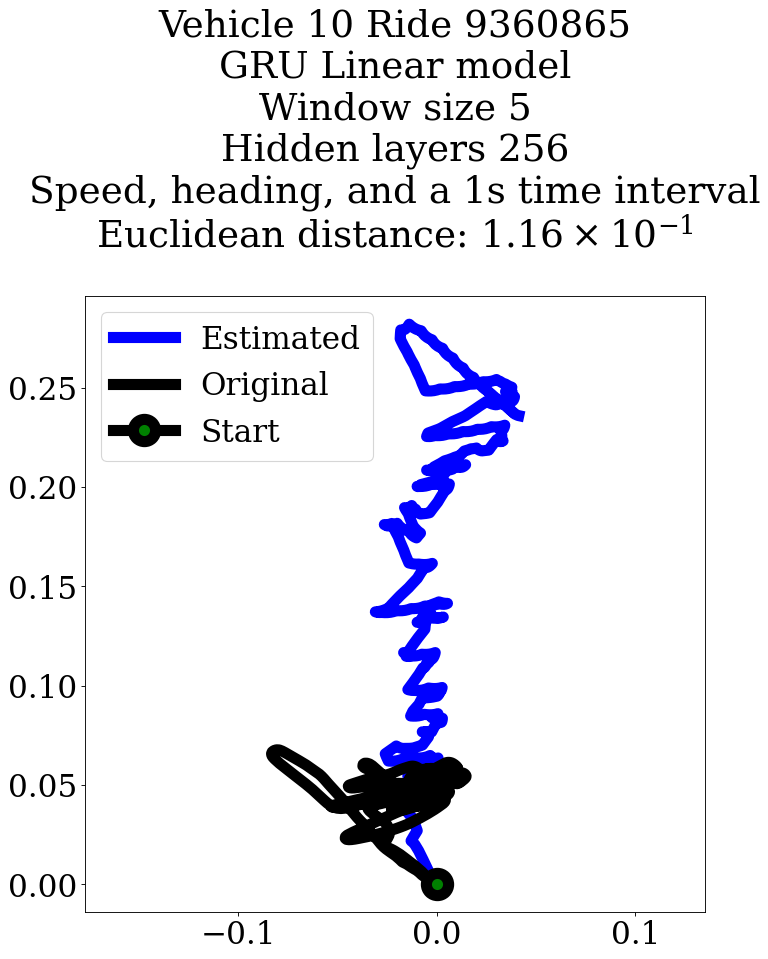 Vehicle 10 Ride 9360865
GRU Linear model
Window size 5
Hidden layers 256
Speed, heading, and a 1s time interval
Euclidean distance: 1.16 × 10⁻¹
Estimated
Original
Start
0.25
0.20
0.15
0.10
0.05
0.00
−0.1
0.0
0.1